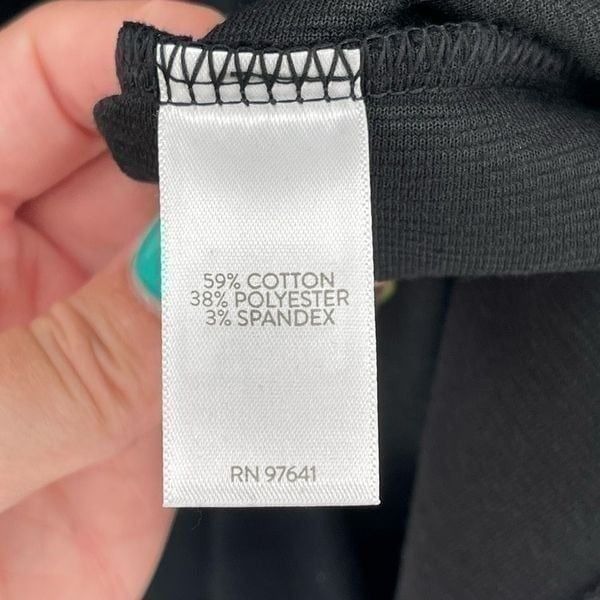 59% COTTON
38% POLYESTER
3% SPANDEX
RN 97641